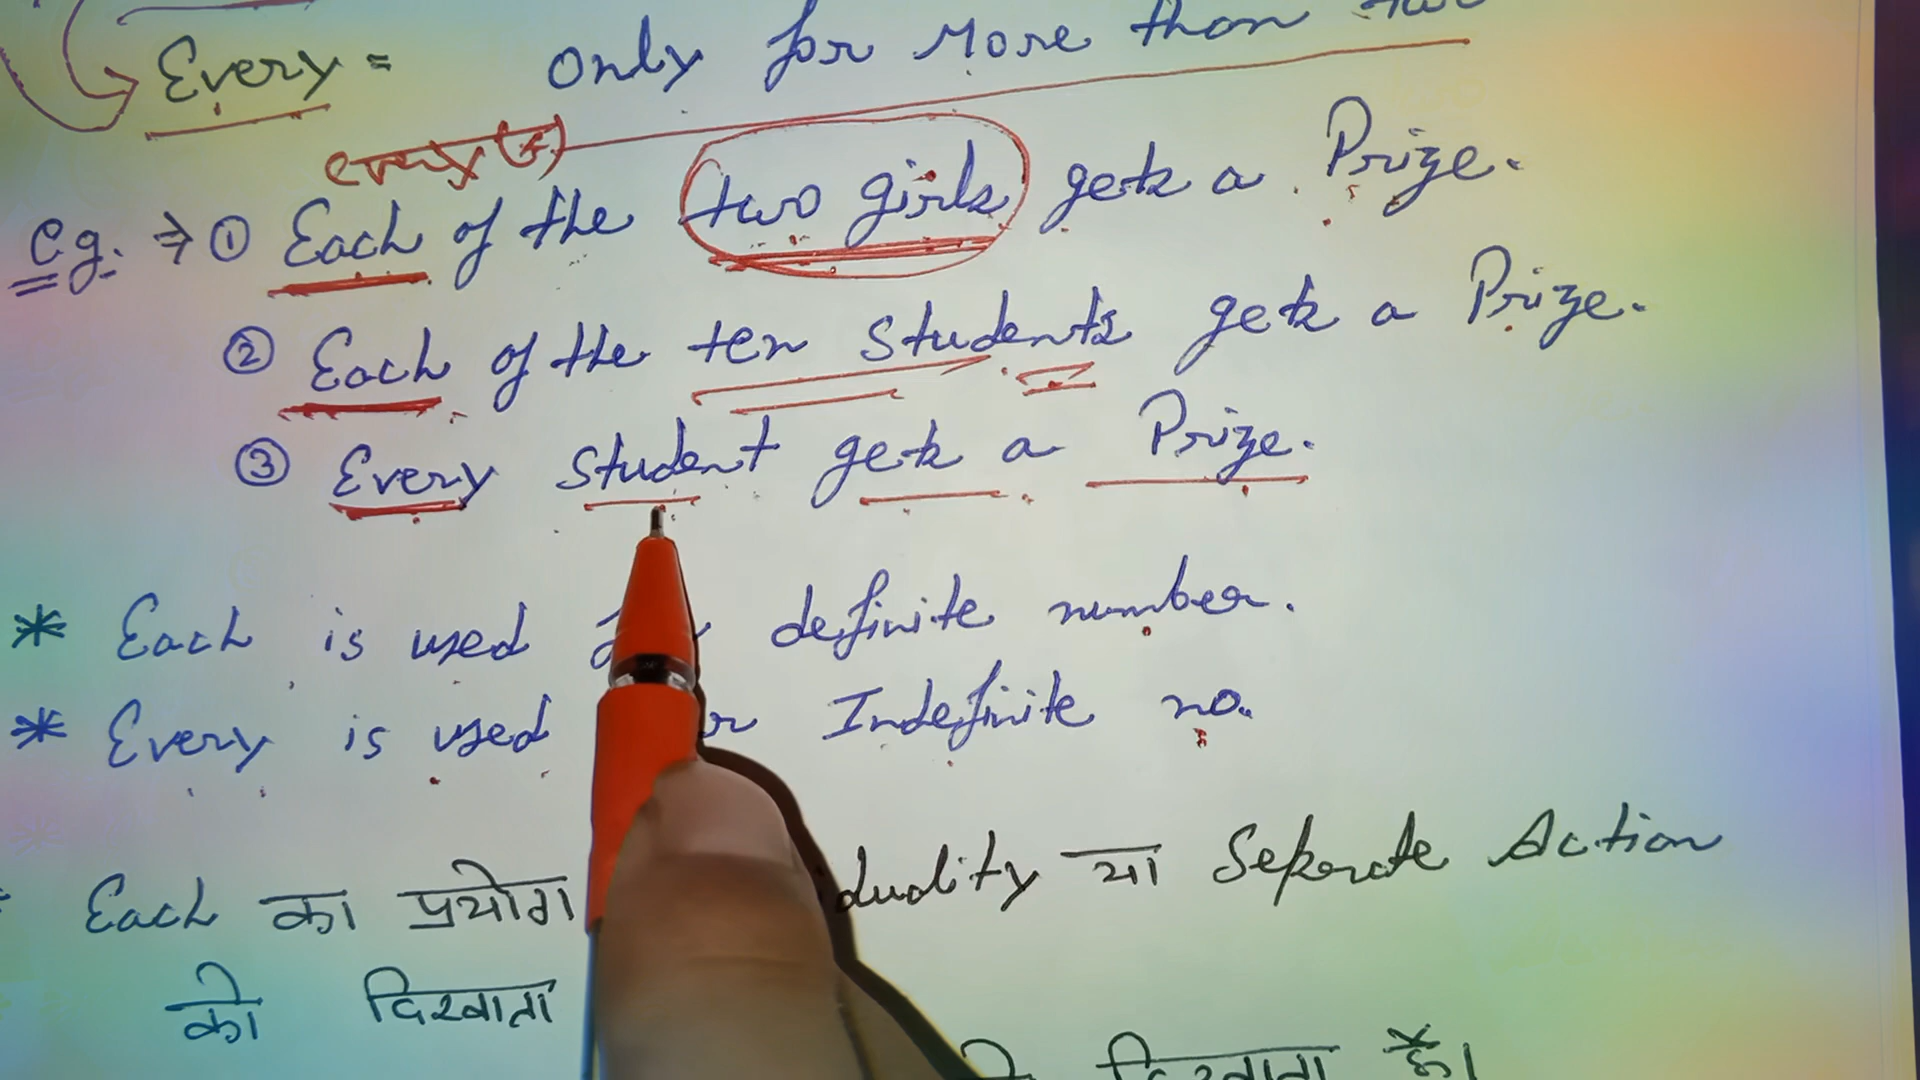 Every = Only for More than two
every(s)
e.g. ⇒ ① Each of the two girls gets a Prize.
② Each of the ten students gets a Prize.
③ Every student gets a Prize.
* Each is used definite number.
* Every is used Indefinite no.
Each का प्रयोग या Seperate Action
को दिखाता
दिखाता है।